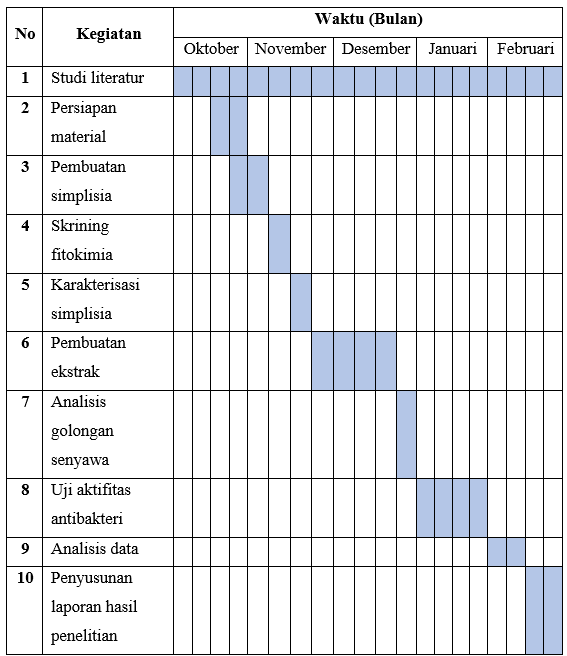 No Kegiatan Waktu (Bulan)
Oktober November Desember Januari Februari
1 Studi literatur
2 Persiapan
material
3 Pembuatan
simplisia
4 Skrining
fitokimia
5 Karakterisasi
simplisia
6 Pembuatan
ekstrak
7 Analisis
golongan
senyawa
8 Uji aktifitas
antibakteri
9 Analisis data
10 Penyusunan
laporan hasil
penelitian